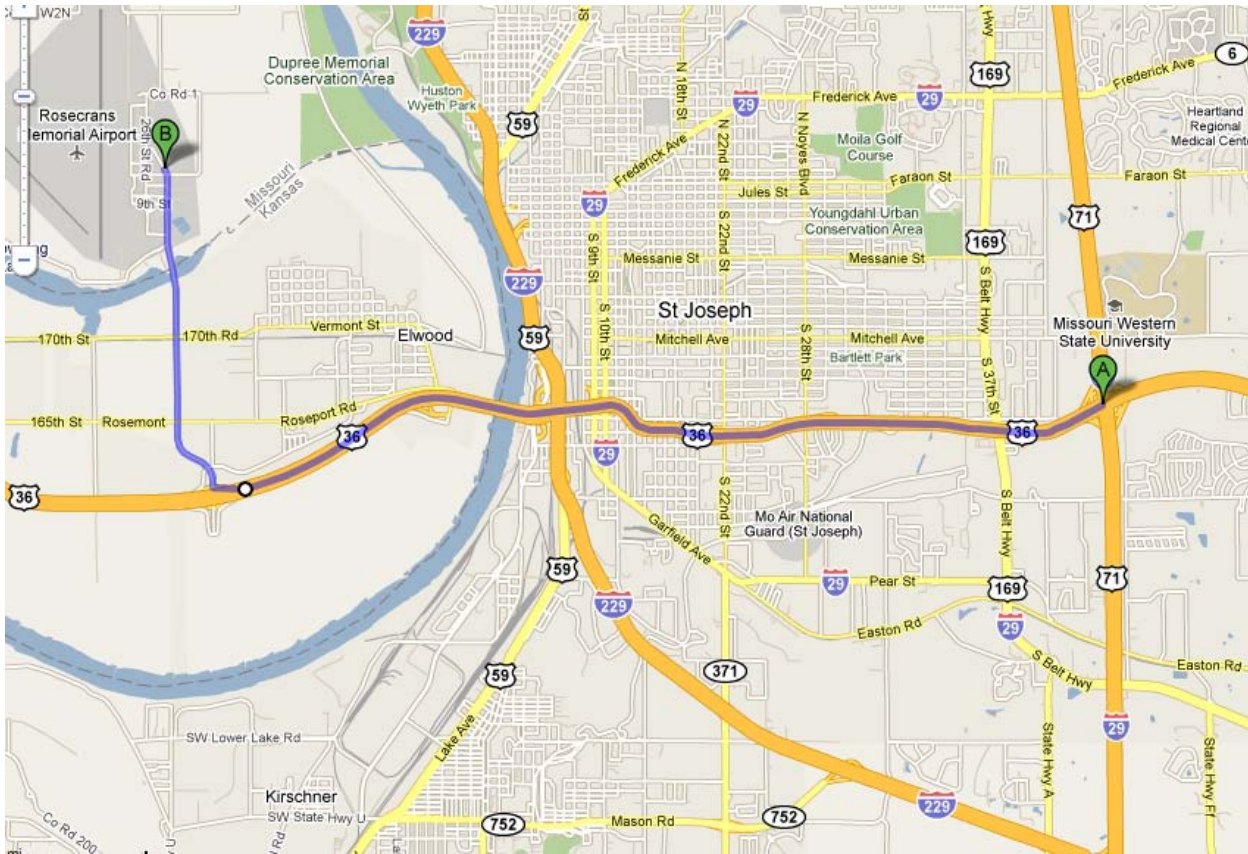 W2N
229
Dupree Memorial
Conservation Area
Huston
Wyeth Park
59
N 18th St
29
Frederick Ave
29
169
Frederick Ave
6
Co Rd 1
Rosecrans
Memorial Airport
26th St Rd
B
9th St
Missouri
Kansas
Frederick Ave
N 22nd St
N Noyes Blvd
Moila Golf
Course
Heartland
Regional
Medical Cente
Jules St
Faraon St
Faraon St
29
71
Youngdahl Urban
Conservation Area
169
S 9th St
S 10th St
S 22nd St
Messanie St
Messanie St
S Belt Hwy
229
St Joseph
Missouri Western
State University
170th St
170th Rd
Vermont St
Elwood
59
Mitchell Ave
Mitchell Ave
S 28th St
Bartlett Park
S 37th St
A
Roseport Rd
165th St
Rosemont
36
36
36
36
29
S 22nd St
Mo Air National
Guard (St Joseph)
S Belt Hwy
Garfield Ave
59
29
Pear St
169
71
229
Easton Rd
29
S Belt Hwy
Easton Rd
59
371
State Hwy A
29
State Hwy Ff
SW Lower Lake Rd
Lake Ave
Kirschner
SW State Hwy U
752
Mason Rd
752
229
Co Rd 200